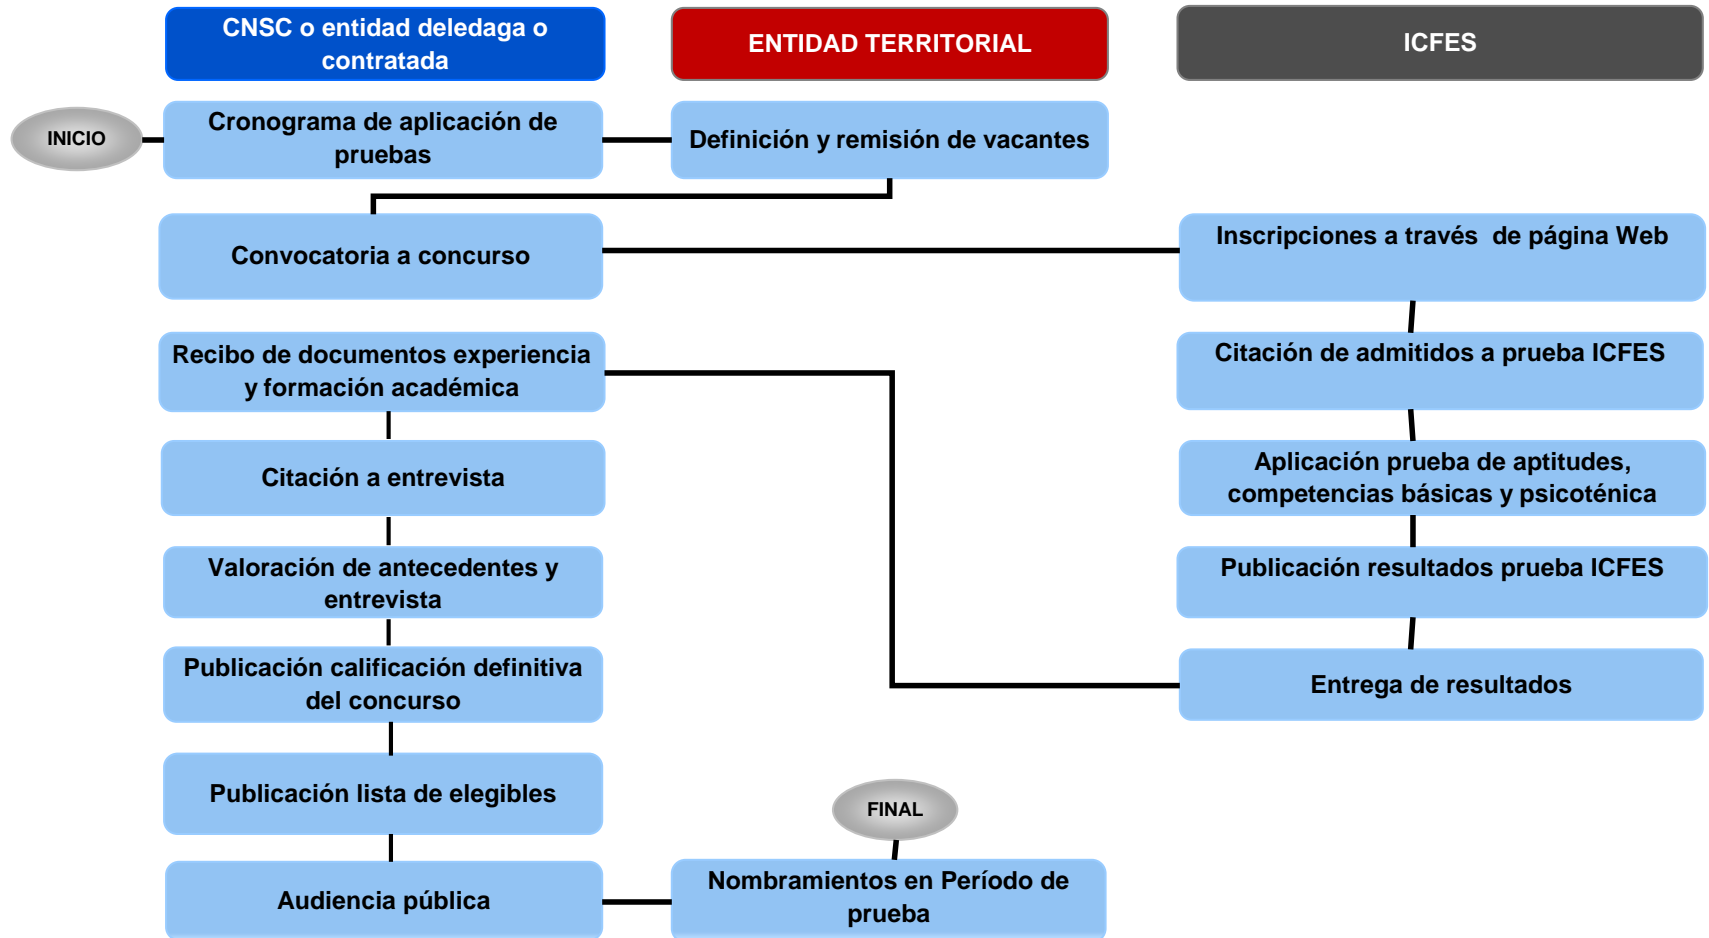 CNSC o entidad deledaga o
contratada
ENTIDAD TERRITORIAL
ICFES
INICIO
Cronograma de aplicación de
pruebas
Definición y remisión de vacantes
Convocatoria a concurso
Inscripciones a través de página Web
Recibo de documentos experiencia
y formación académica
Citación de admitidos a prueba ICFES
Citación a entrevista
Aplicación prueba de aptitudes,
competencias básicas y psicoténica
Valoración de antecedentes y
entrevista
Publicación resultados prueba ICFES
Publicación calificación definitiva
del concurso
Entrega de resultados
Publicación lista de elegibles
FINAL
Audiencia pública
Nombramientos en Período de
prueba